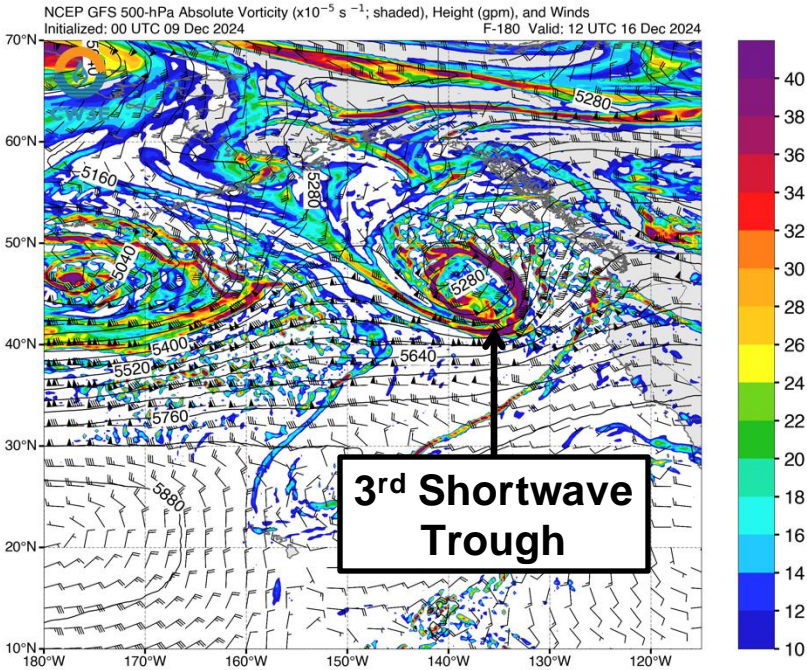 NCEP GFS 500-hPa Absolute Vorticity (x10⁻⁵ s ⁻¹; shaded), Height (gpm), and Winds
Initialized: 00 UTC 09 Dec 2024 F-180 Valid: 12 UTC 16 Dec 2024
70°N
60°N
50°N
40°N
30°N
20°N
10°N
180°W 170°W 160°W 150°W 140°W 130°W 120°W
5280
5160
5280
5040
5280
5400
5640
5520
5760
5880
3rd Shortwave
Trough
40
38
36
34
32
30
28
26
24
22
20
18
16
14
12
10